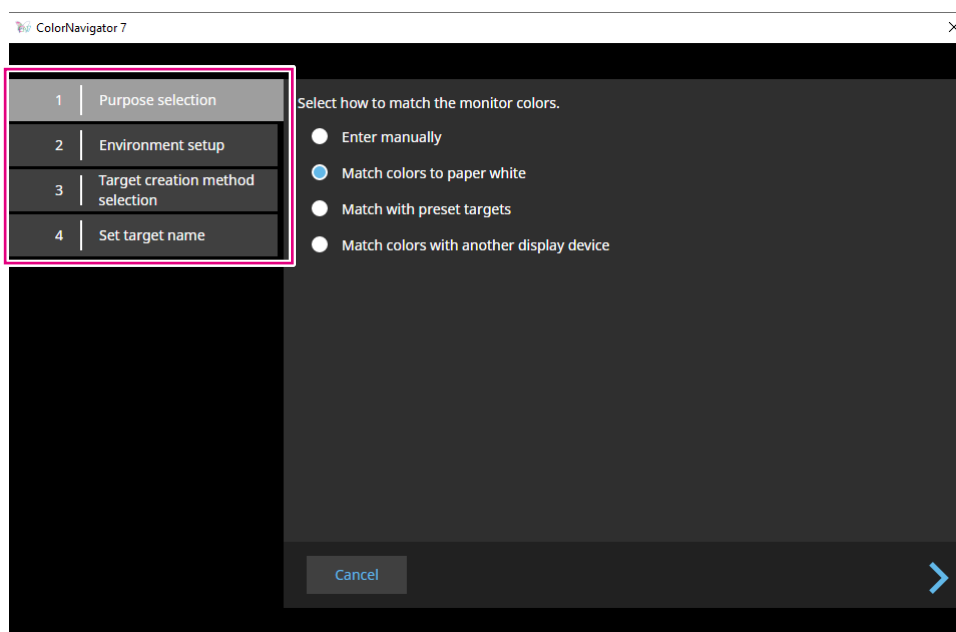 ColorNavigator 7
1 Purpose selection
2 Environment setup
3 Target creation method
selection
4 Set target name
Select how to match the monitor colors.
Enter manually
Match colors to paper white
Match with preset targets
Match colors with another display device
Cancel